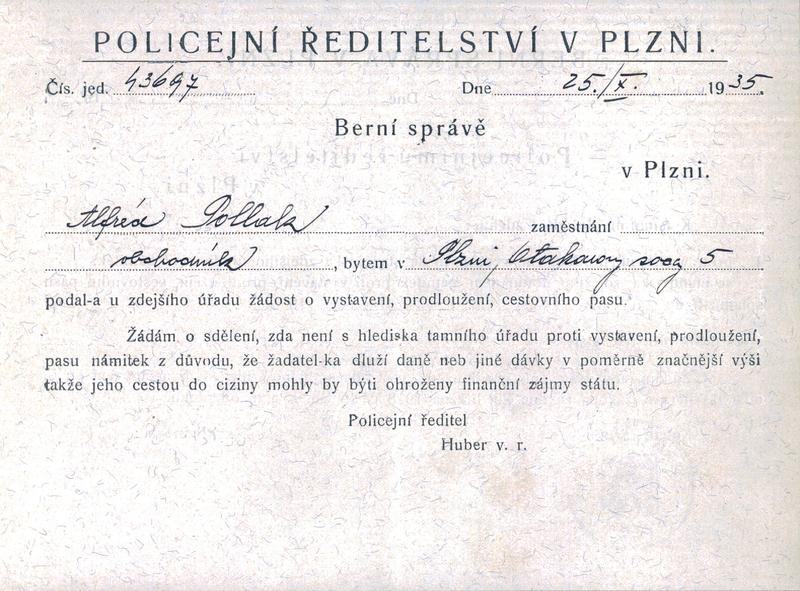 POLICEJNÍ ŘEDITELSTVÍ V PLZNI.
Čís. jed. 43697 Dne 25./X. 1935.
Berní správě
v Plzni.
Alfréd Pollak zaměstnání
obchodník, bytem v Plzni, Otakarovy sady 5
podal-a u zdejšího úřadu žádost o vystavení, prodloužení, cestovního pasu.
Žádám o sdělení, zda není s hlediska tamního úřadu proti vystavení, prodloužení,
pasu námitek z důvodu, že žadatel-ka dluží daně neb jiné dávky v poměrně značnější výši
takže jeho cestou do ciziny mohly by býti ohroženy finanční zájmy státu.
Policejní ředitel
Huber v. r.